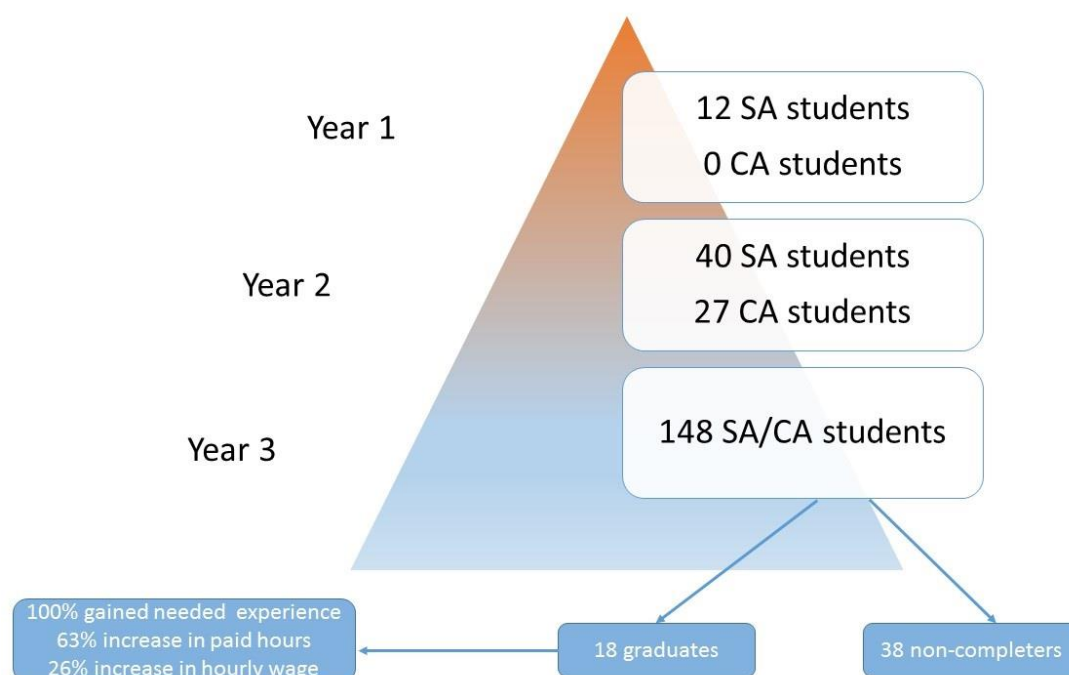 Year 1
12 SA students
0 CA students
Year 2
40 SA students
27 CA students
Year 3
148 SA/CA students
100% gained needed experience
63% increase in paid hours
26% increase in hourly wage
18 graduates
38 non-completers